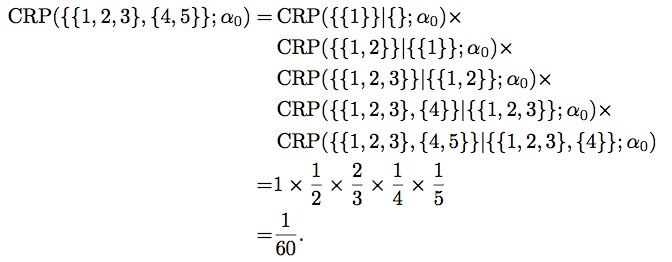 CRP({{1, 2, 3}, {4, 5}}; α₀) = CRP({{1}}|{}; α₀)×
CRP({{1, 2}}|{{1}}; α₀)×
CRP({{1, 2, 3}}|{{1, 2}}; α₀)×
CRP({{1, 2, 3}, {4}}|{{1, 2, 3}}; α₀)×
CRP({{1, 2, 3}, {4, 5}}|{{1, 2, 3}, {4}}; α₀)
=1 × 1/2 × 2/3 × 1/4 × 1/5
=1/60.